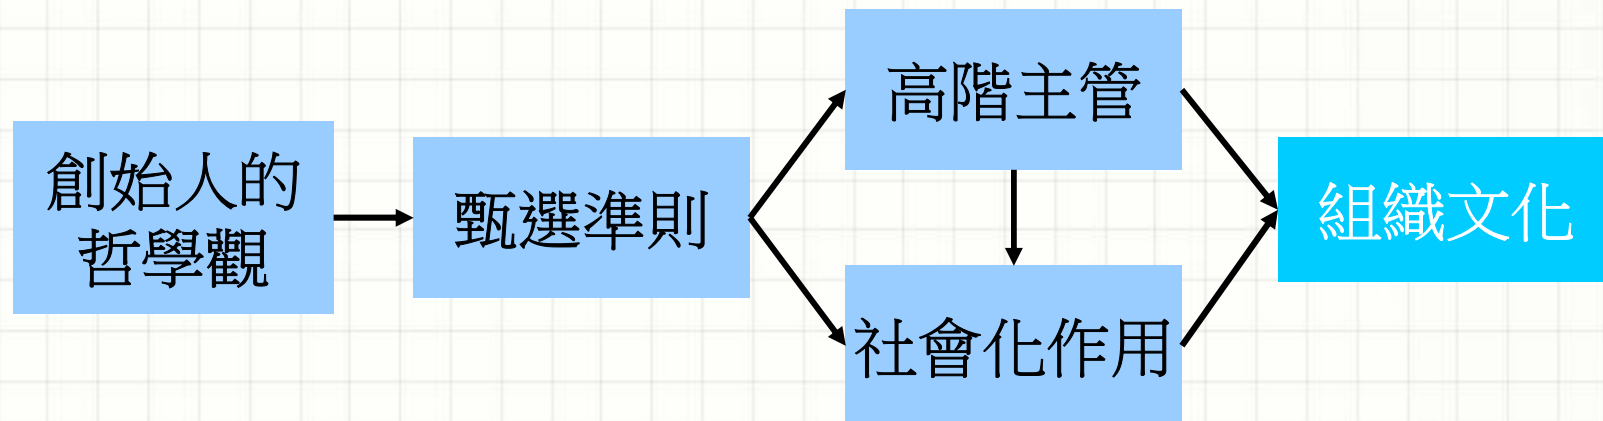 創始人的
哲學觀
甄選準則
高階主管
社會化作用
組織文化